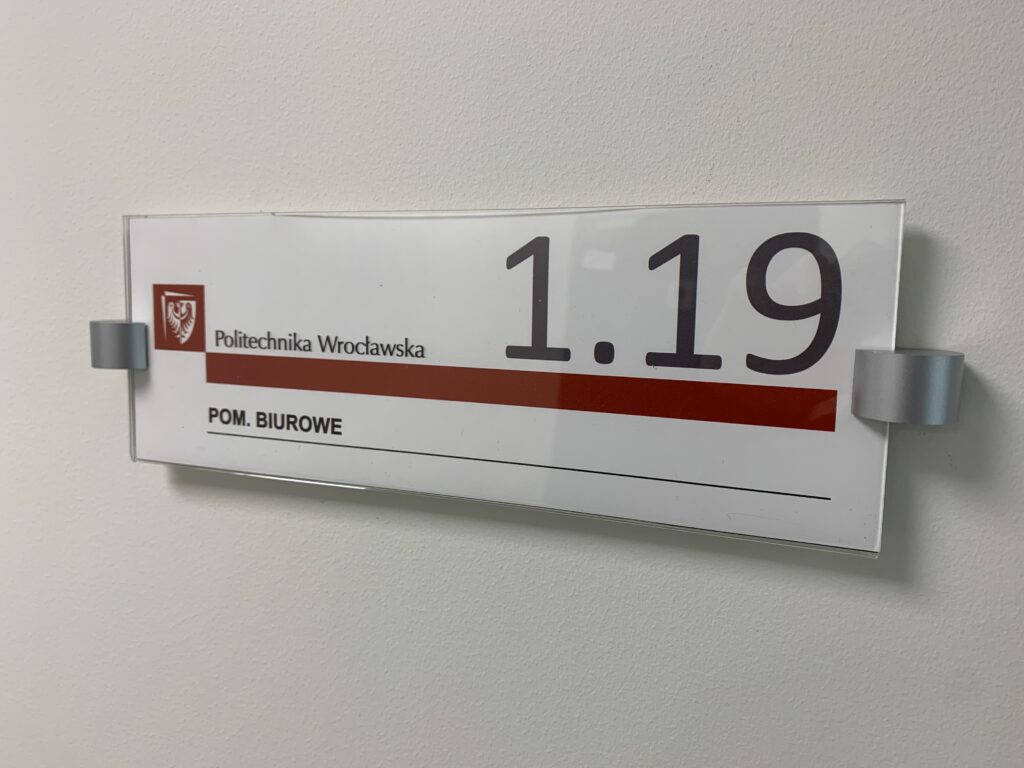 1.19
Politechnika Wrocławska
POM. BIUROWE